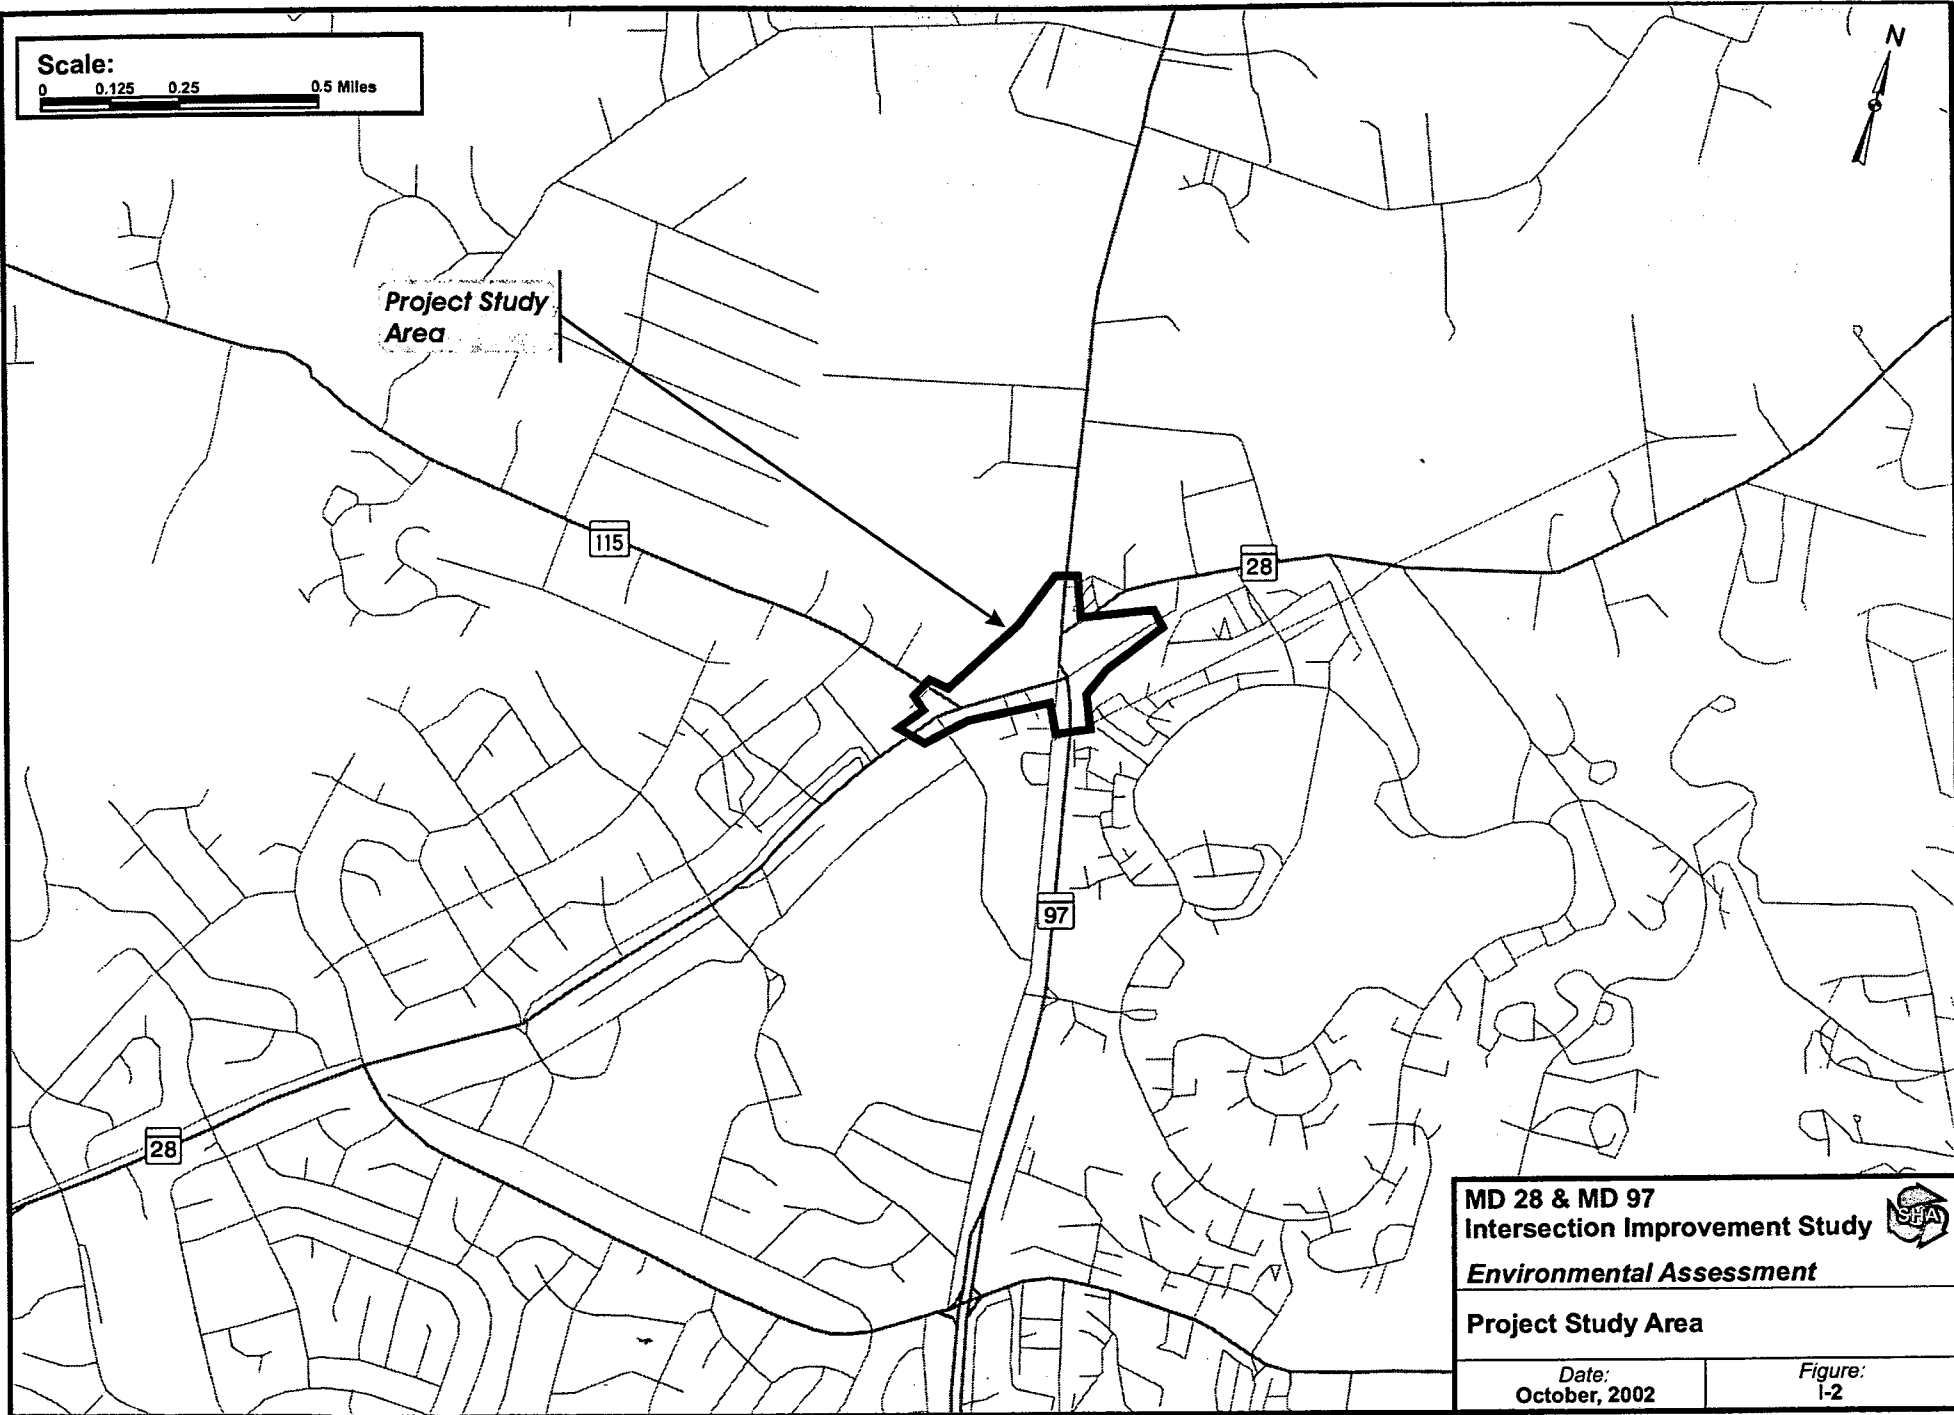 Scale:
0 0.125 0.25 0.5 Miles
N
Project Study
Area
115
28
97
28
MD 28 & MD 97
Intersection Improvement Study
SHA
Environmental Assessment
Project Study Area
Date:
October, 2002
Figure:
I-2